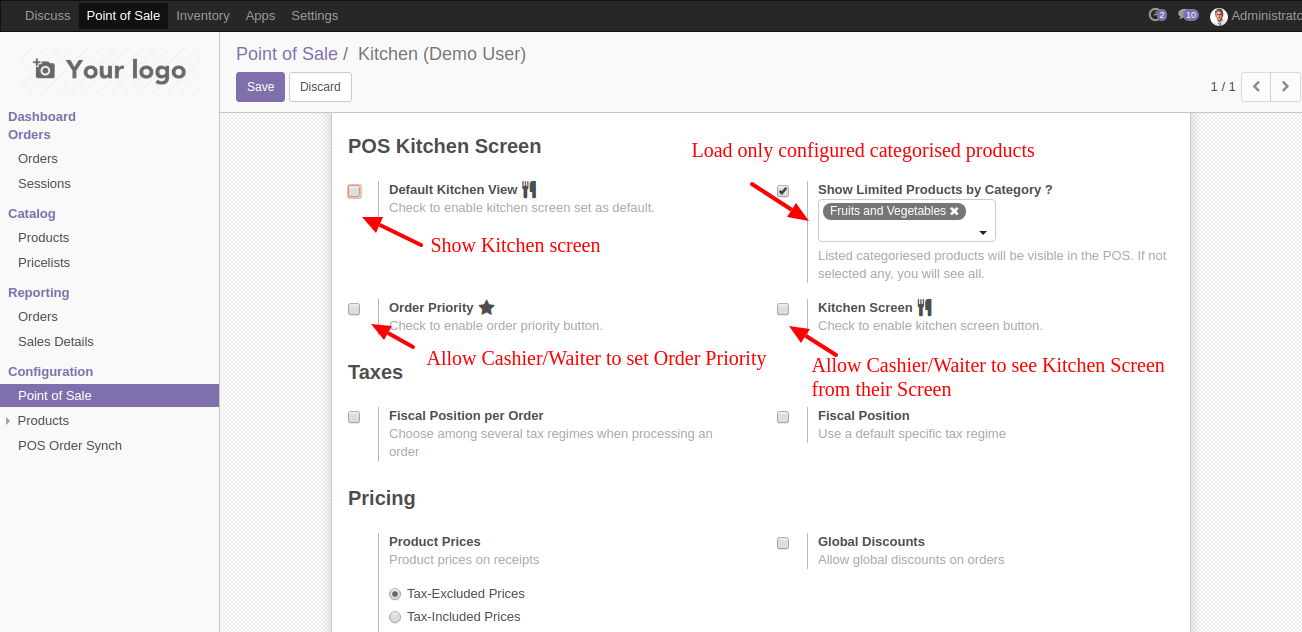 Discuss Point of Sale Inventory Apps Settings
2 10 Administrato
Your logo
Point of Sale / Kitchen (Demo User)
Save Discard
1 / 1
Dashboard
Orders
Orders
Sessions
Catalog
Products
Pricelists
Reporting
Orders
Sales Details
Configuration
Point of Sale
Products
POS Order Synch
POS Kitchen Screen
Load only configured categorised products
Default Kitchen View
Check to enable kitchen screen set as default.
Show Kitchen screen
Show Limited Products by Category ?
Fruits and Vegetables
Listed categoriesed products will be visible in the POS. If not
selected any, you will see all.
Order Priority
Check to enable order priority button.
Allow Cashier/Waiter to set Order Priority
Kitchen Screen
Check to enable kitchen screen button.
Allow Cashier/Waiter to see Kitchen Screen
from their Screen
Taxes
Fiscal Position per Order
Choose among several tax regimes when processing an
order
Fiscal Position
Use a default specific tax regime
Pricing
Product Prices
Product prices on receipts
Tax-Excluded Prices
Tax-Included Prices
Global Discounts
Allow global discounts on orders